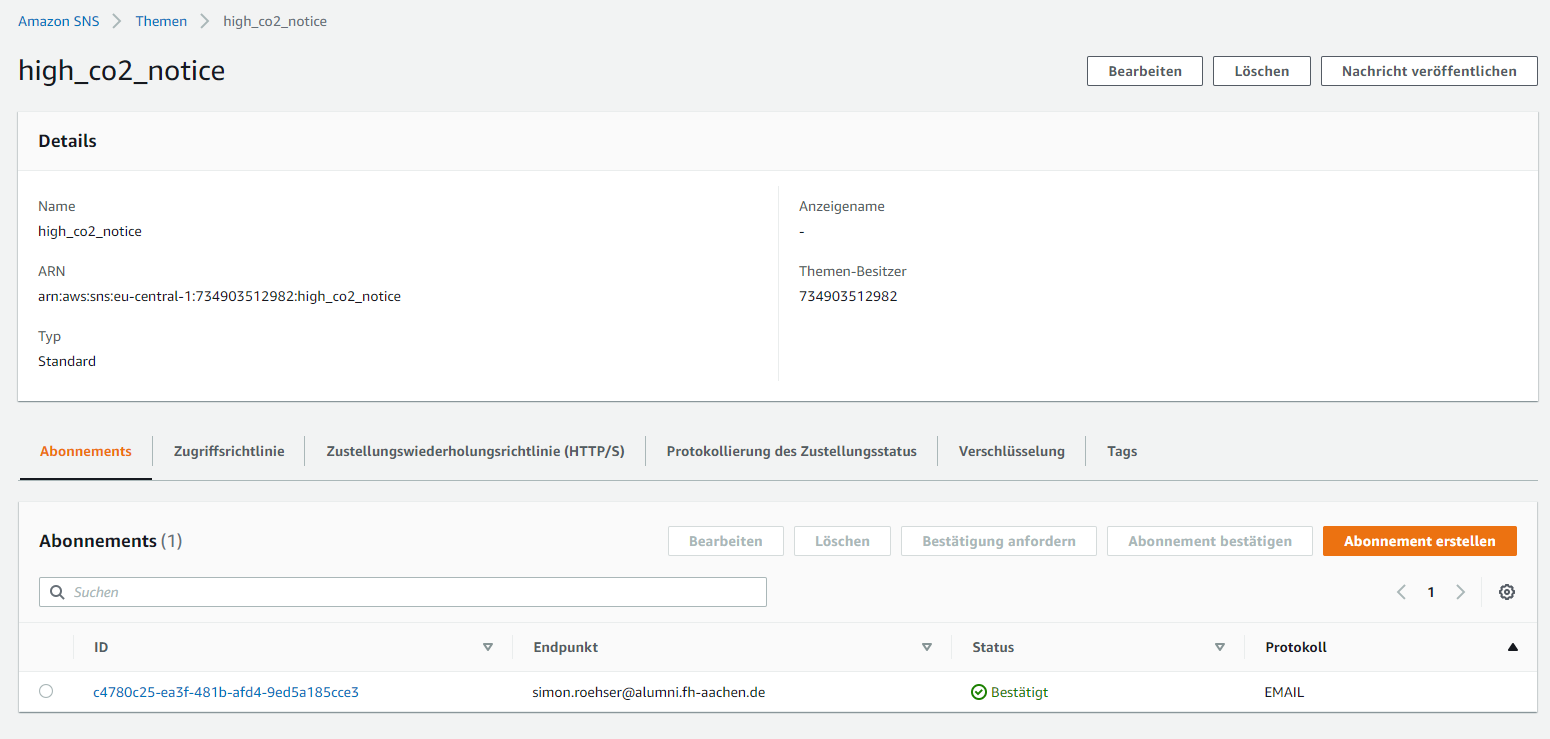 Amazon SNS > Themen > high_co2_notice
high_co2_notice
Bearbeiten Löschen Nachricht veröffentlichen
Details
Name
high_co2_notice
ARN
arn:aws:sns:eu-central-1:734903512982:high_co2_notice
Typ
Standard
Anzeigename
-
Themen-Besitzer
734903512982
Abonnements Zugriffsrichtlinie Zustellungswiederholungsrichtlinie (HTTP/S) Protokollierung des Zustellungsstatus Verschlüsselung Tags
Abonnements (1) Bearbeiten Löschen Bestätigung anfordern Abonnement bestätigen Abonnement erstellen
Suchen 1
ID Endpunkt Status Protokoll
c4780c25-ea3f-481b-afd4-9ed5a185cce3 simon.roehser@alumni.fh-aachen.de Bestätigt EMAIL